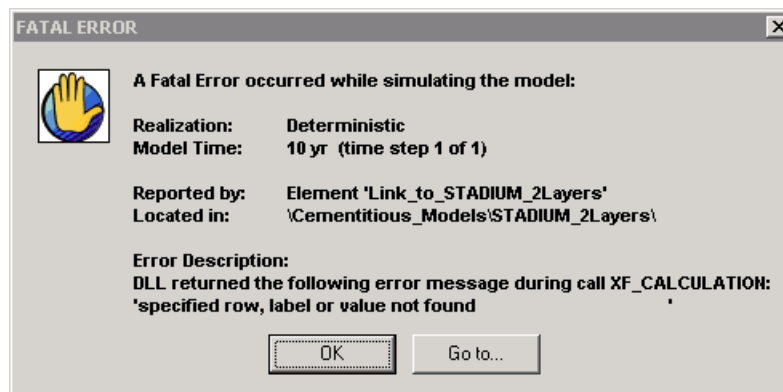 FATAL ERROR
A Fatal Error occurred while simulating the model:
Realization: Deterministic
Model Time: 10 yr (time step 1 of 1)
Reported by: Element 'Link_to_STADIUM_2Layers'
Located in: \Cementitious_Models\STADIUM_2Layers\
Error Description:
DLL returned the following error message during call XF_CALCULATION:
'specified row, label or value not found '
OK
Go to...